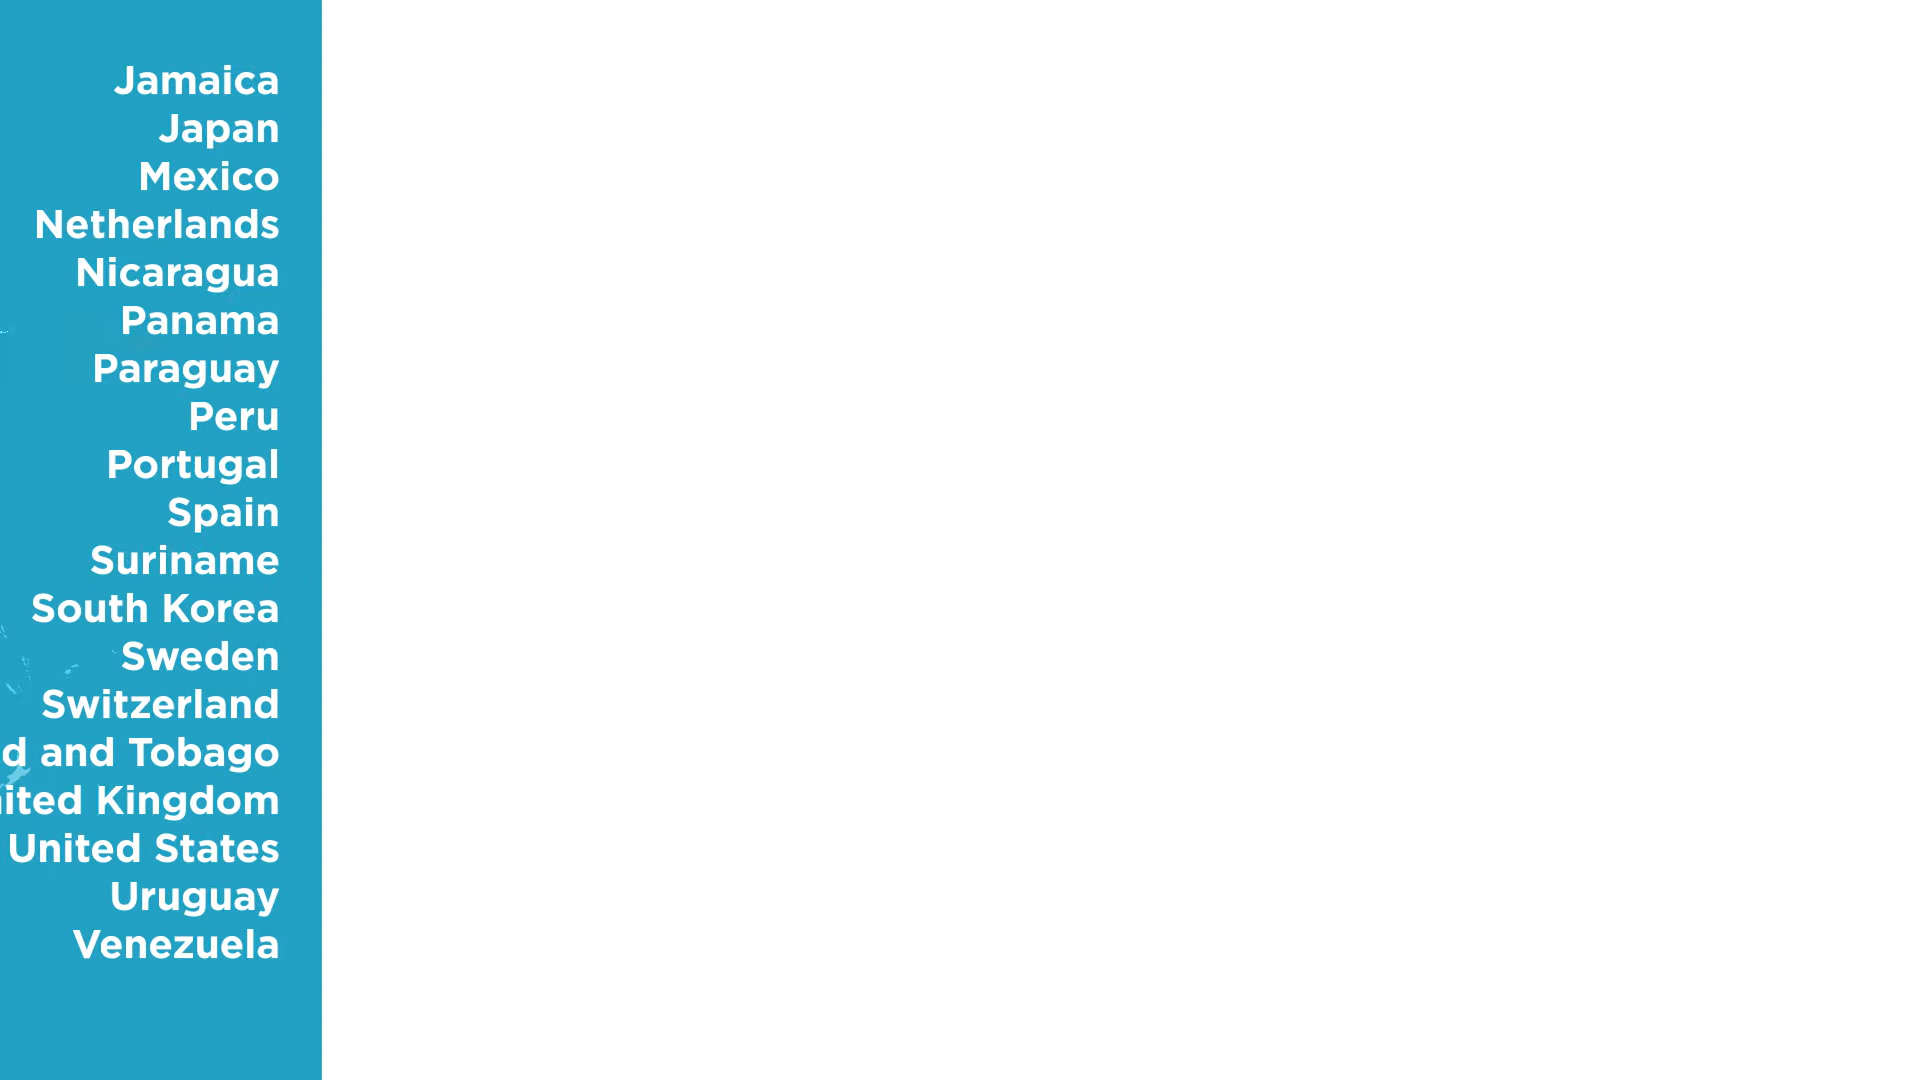 Jamaica
Japan
Mexico
Netherlands
Nicaragua
Panama
Paraguay
Peru
Portugal
Spain
Suriname
South Korea
Sweden
Switzerland
and Tobago
Kingdom
United States
Uruguay
Venezuela